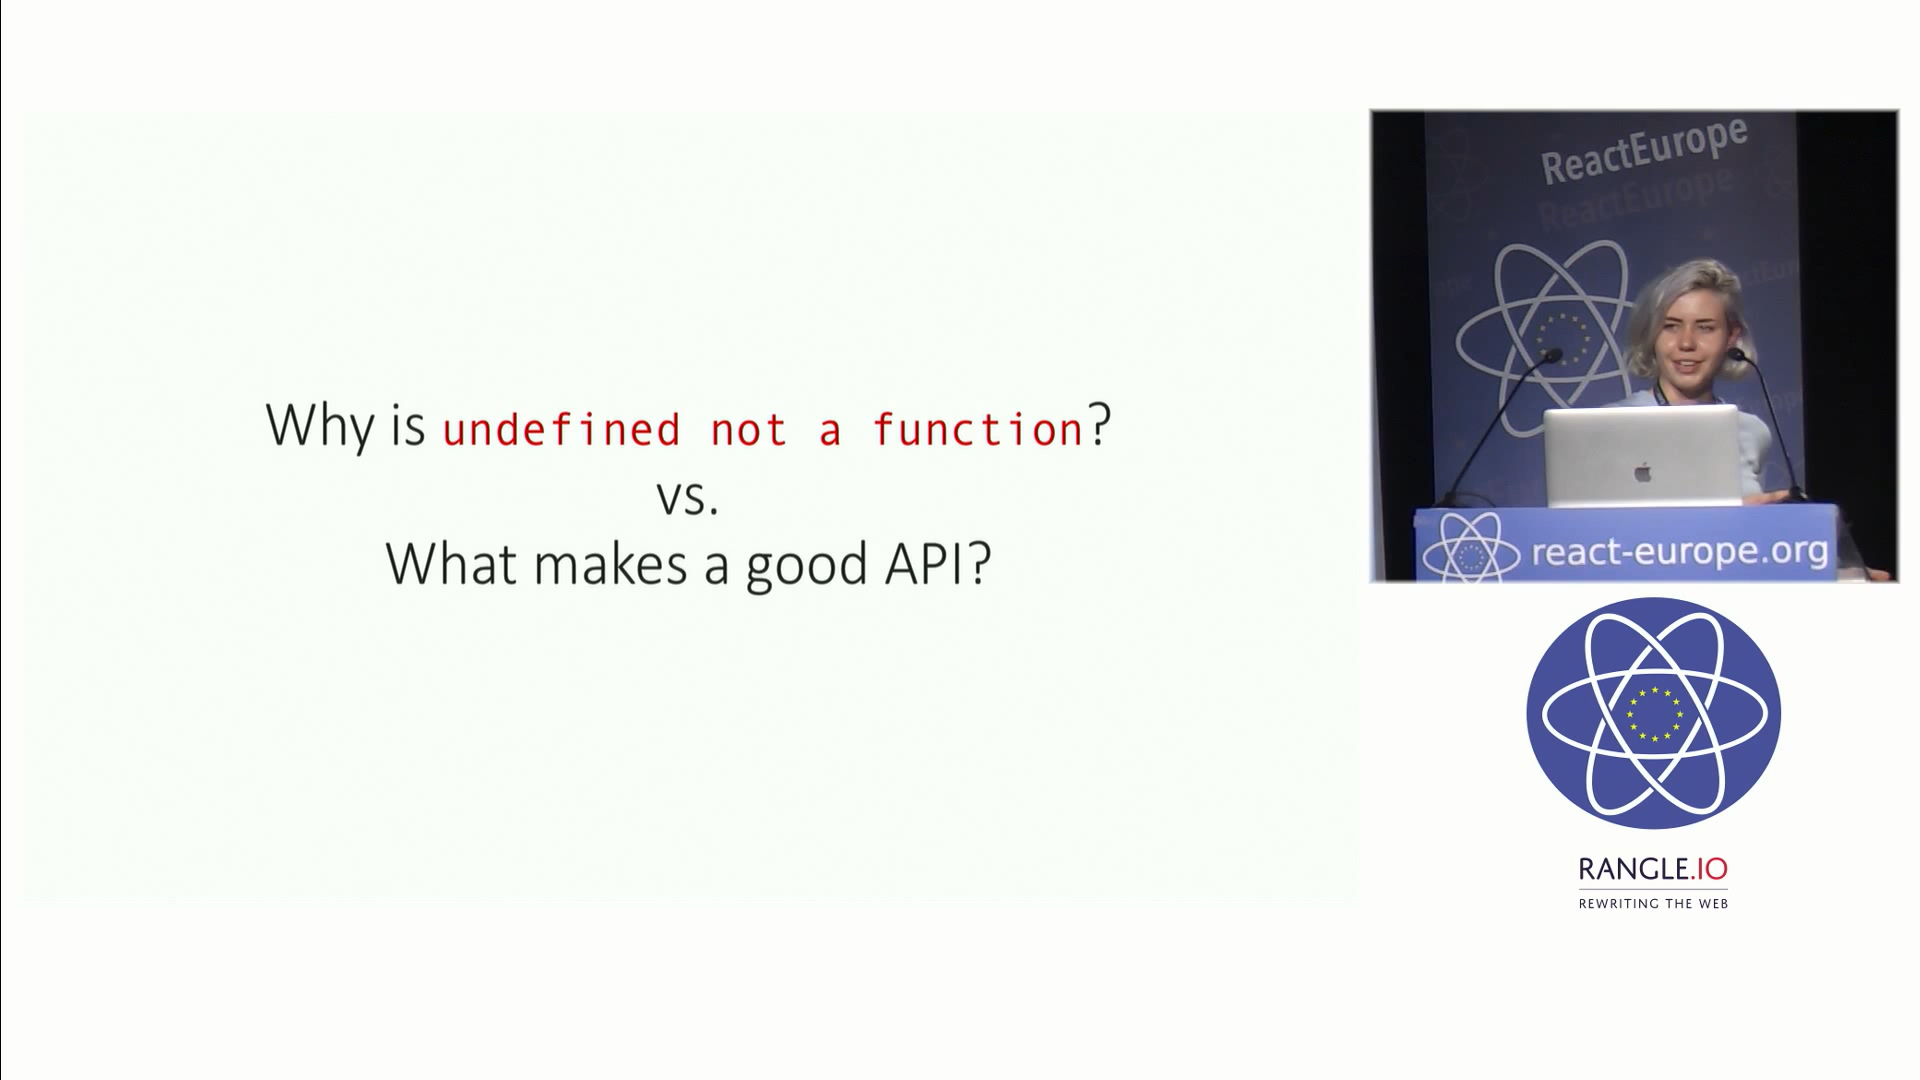 Why is undefined not a function?
vs.
What makes a good API?
ReactEurope
ReactEurope
react-europe.org
RANGLE.IO
REWRITING THE WEB